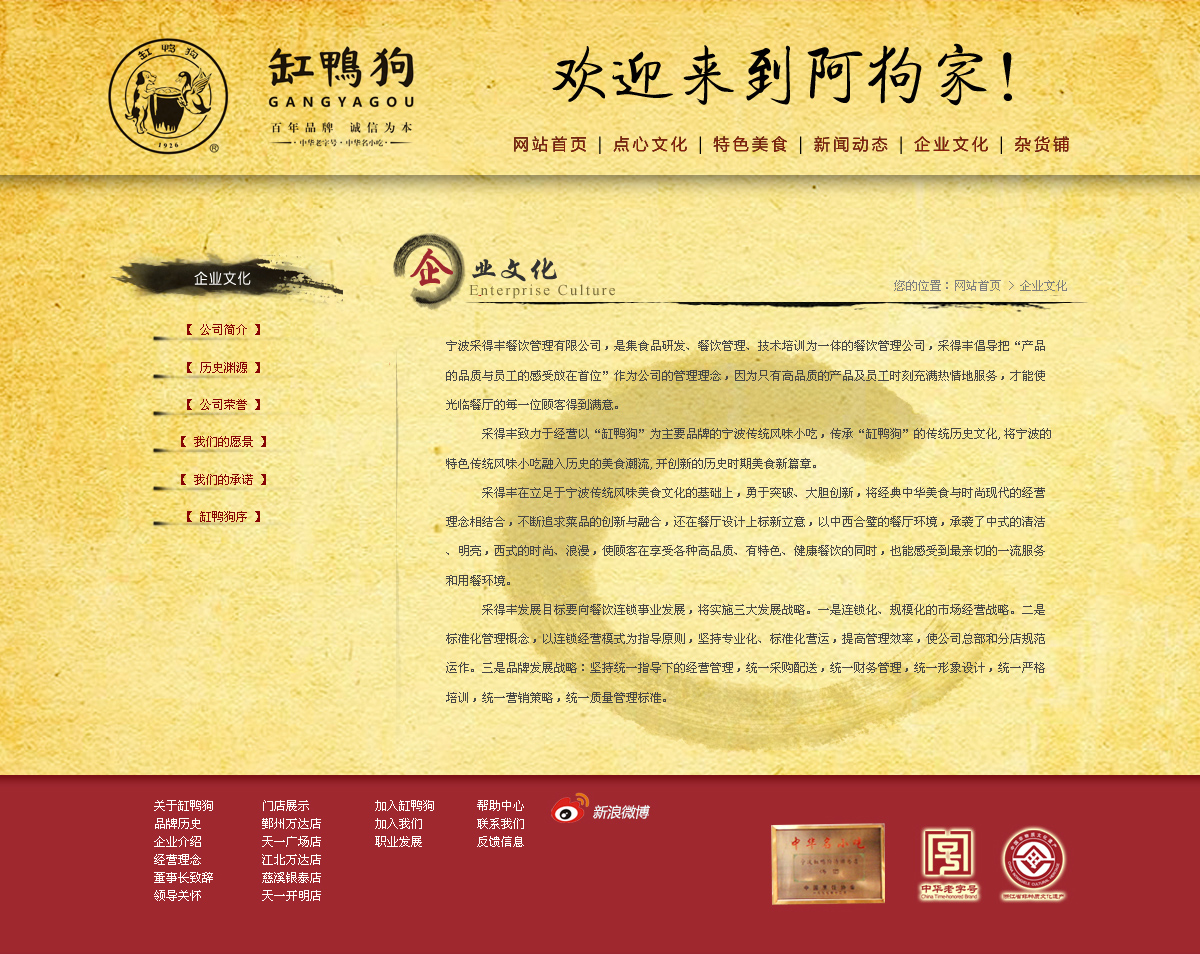 缸鸭狗
1926
®
缸鴨狗
GANGYAGOU
百年品牌 诚信为本
·中华老字号·中华名小吃·
欢迎来到阿狗家!
网站首页 | 点心文化 | 特色美食 | 新闻动态 | 企业文化 | 杂货铺
企业文化
【 公司简介 】
【 历史渊源 】
【 公司荣誉 】
【 我们的愿景 】
【 我们的承诺 】
【 缸鸭狗序 】
企业文化
Enterprise Culture
您的位置：网站首页 > 企业文化
宁波采得丰餐饮管理有限公司，是集食品研发、餐饮管理、技术培训为一体的餐饮管理公司，采得丰倡导把“产品
的品质与员工的感受放在首位”作为公司的管理理念，因为只有高品质的产品及员工时刻充满热情地服务，才能使
光临餐厅的每一位顾客得到满意。
采得丰致力于经营以“缸鸭狗”为主要品牌的宁波传统风味小吃，传承“缸鸭狗”的传统历史文化,将宁波的
特色传统风味小吃融入历史的美食潮流,开创新的历史时期美食新篇章。
采得丰在立足于宁波传统风味美食文化的基础上，勇于突破、大胆创新，将经典中华美食与时尚现代的经营
理念相结合，不断追求菜品的创新与融合，还在餐厅设计上标新立意，以中西合璧的餐厅环境，承袭了中式的清洁
、明亮，西式的时尚、浪漫，使顾客在享受各种高品质、有特色、健康餐饮的同时，也能感受到最亲切的一流服务
和用餐环境。
采得丰发展目标要向餐饮连锁事业发展，将实施三大发展战略。一是连锁化、规模化的市场经营战略。二是
标准化管理概念，以连锁经营模式为指导原则，坚持专业化、标准化营运，提高管理效率，使公司总部和分店规范
运作。三是品牌发展战略：坚持统一指导下的经营管理，统一采购配送，统一财务管理，统一形象设计，统一严格
培训，统一营销策略，统一质量管理标准。
关于缸鸭狗
品牌历史
企业介绍
经营理念
董事长致辞
领导关怀
门店展示
鄞州万达店
天一广场店
江北万达店
慈溪银泰店
天一开明店
加入缸鸭狗
加入我们
职业发展
帮助中心
联系我们
反馈信息
新浪微博
中华名小吃
中华老字号
China Time-honored Brand
浙江省非物质文化遗产